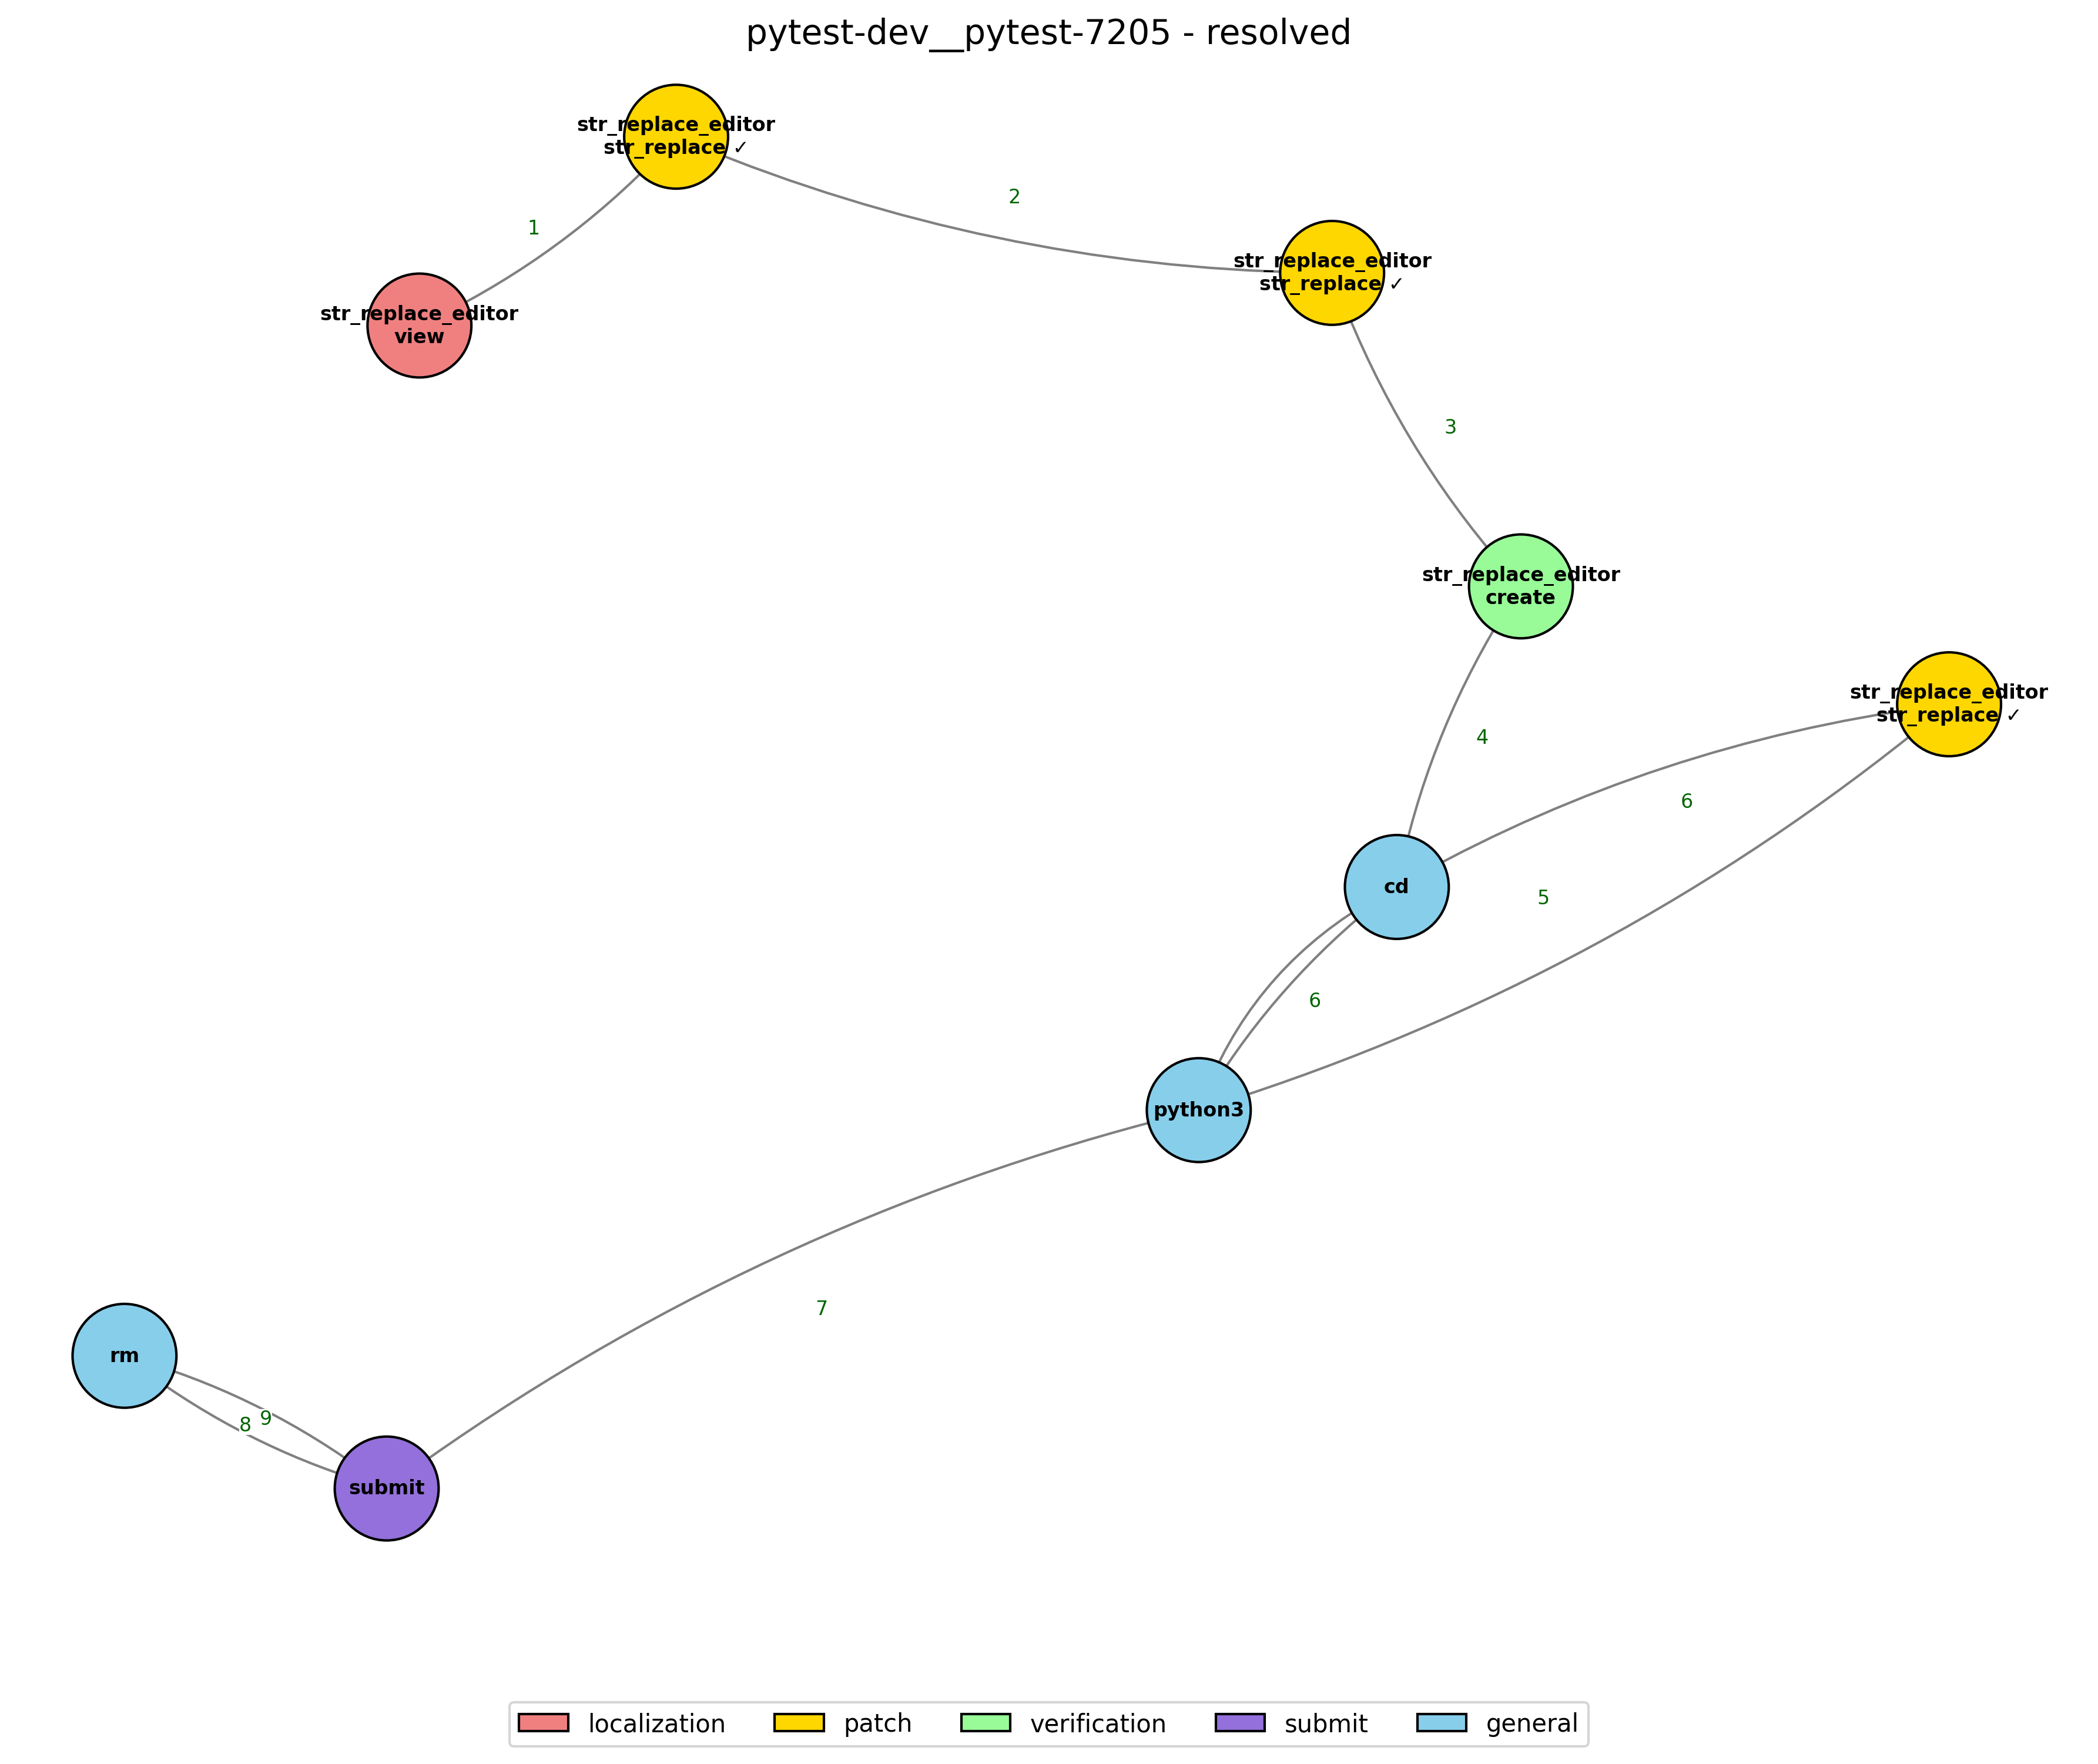 pytest-dev__pytest-7205 - resolved
str_replace_editor
str_replace ✓
1
2
str_replace_editor
str_replace ✓
str_replace_editor
view
3
str_replace_editor
create
str_replace_editor
str_replace ✓
4
6
cd
5
6
python3
7
rm
8
9
submit
localization
patch
verification
submit
general